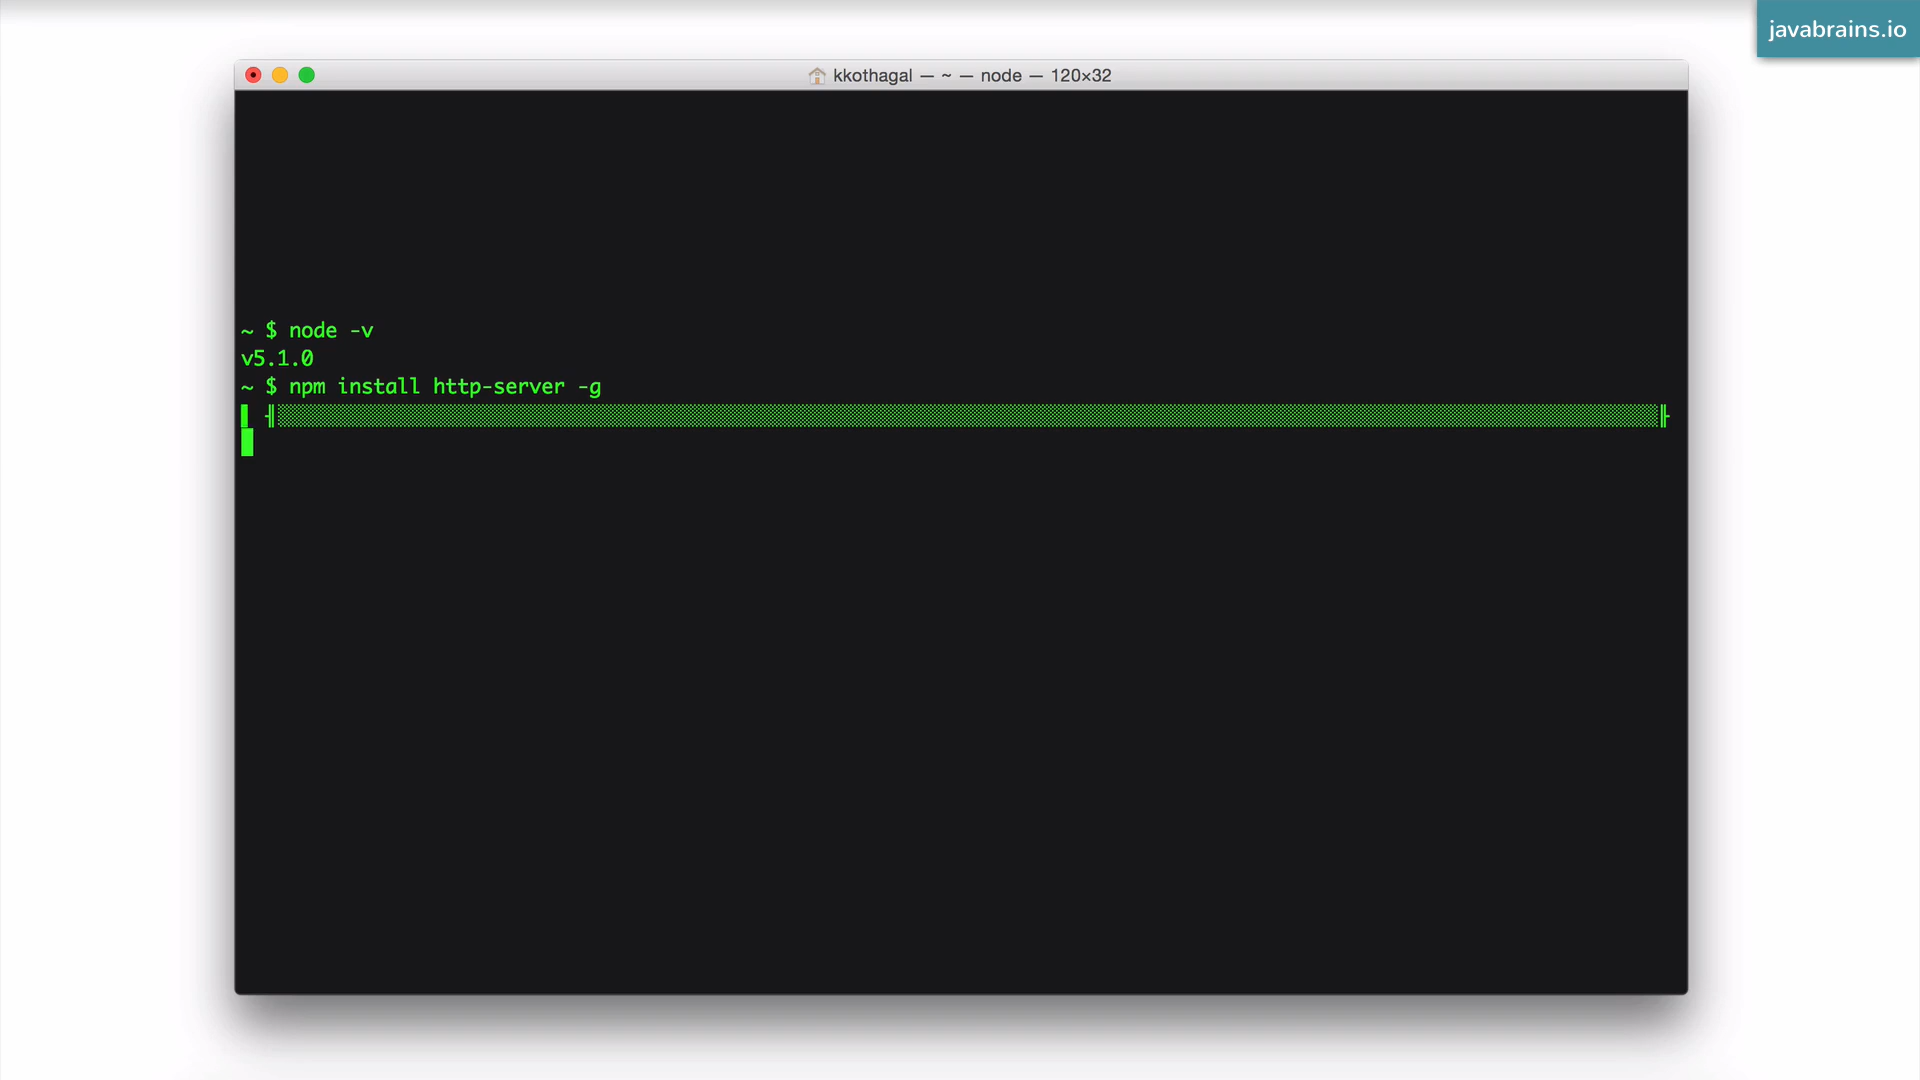 javabrains.io
kkothagal — ~ — node — 120×32
~ $ node -v
v5.1.0
~ $ npm install http-server -g